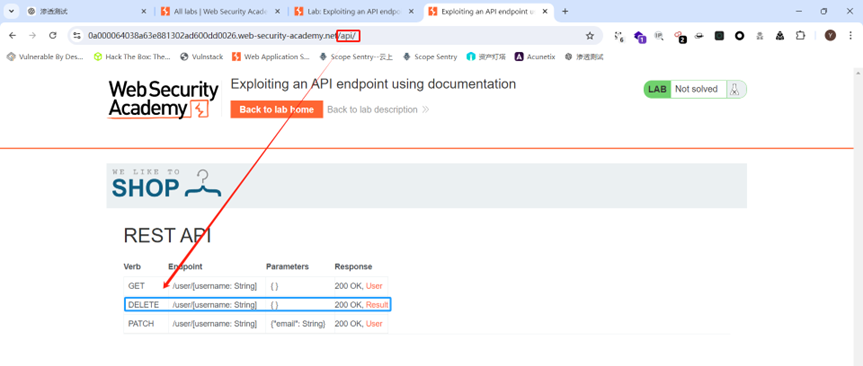 渗透测试
All labs | Web Security Acade
Lab: Exploiting an API endpoi
Exploiting an API endpoint u
0a000064038a63e881302ad600dd0026.web-security-academy.net/api/
Vulnerable By Des...
Hack The Box: The...
Vulnstack
Web Application S...
Scope Sentry--云上
Scope Sentry
资产灯塔
Acunetix
渗透测试
Web Security
Academy
Exploiting an API endpoint using documentation
Back to lab home
Back to lab description
LAB
Not solved
WE LIKE TO
SHOP
REST API
Verb Endpoint Parameters Response
GET /user/[username: String] { } 200 OK, User
DELETE /user/[username: String] { } 200 OK, Result
PATCH /user/[username: String] {"email": String} 200 OK, User